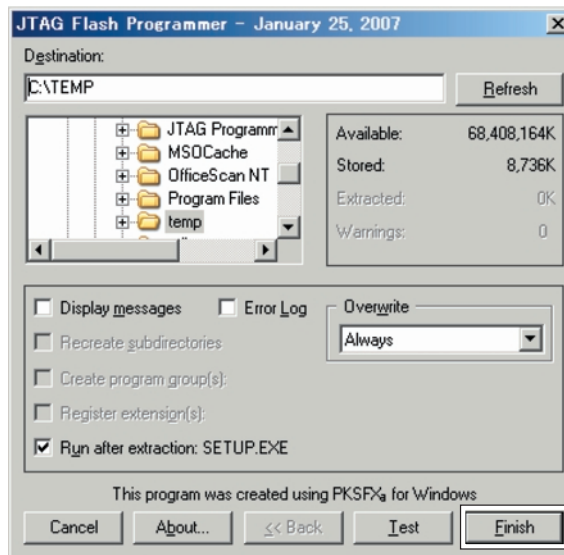 JTAG Flash Programmer - January 25, 2007
Destination:
C:\TEMP
Refresh
JTAG Programm
MSOCache
OfficeScan NT
Program Files
temp
Available: 68,408,164K
Stored: 8,736K
Extracted: 0K
Warnings: 0
Display messages
Error Log
Overwrite
Always
Recreate subdirectories
Create program group(s):
Register extension(s):
Run after extraction: SETUP.EXE
This program was created using PKSFX® for Windows
Cancel
About...
<< Back
Test
Finish